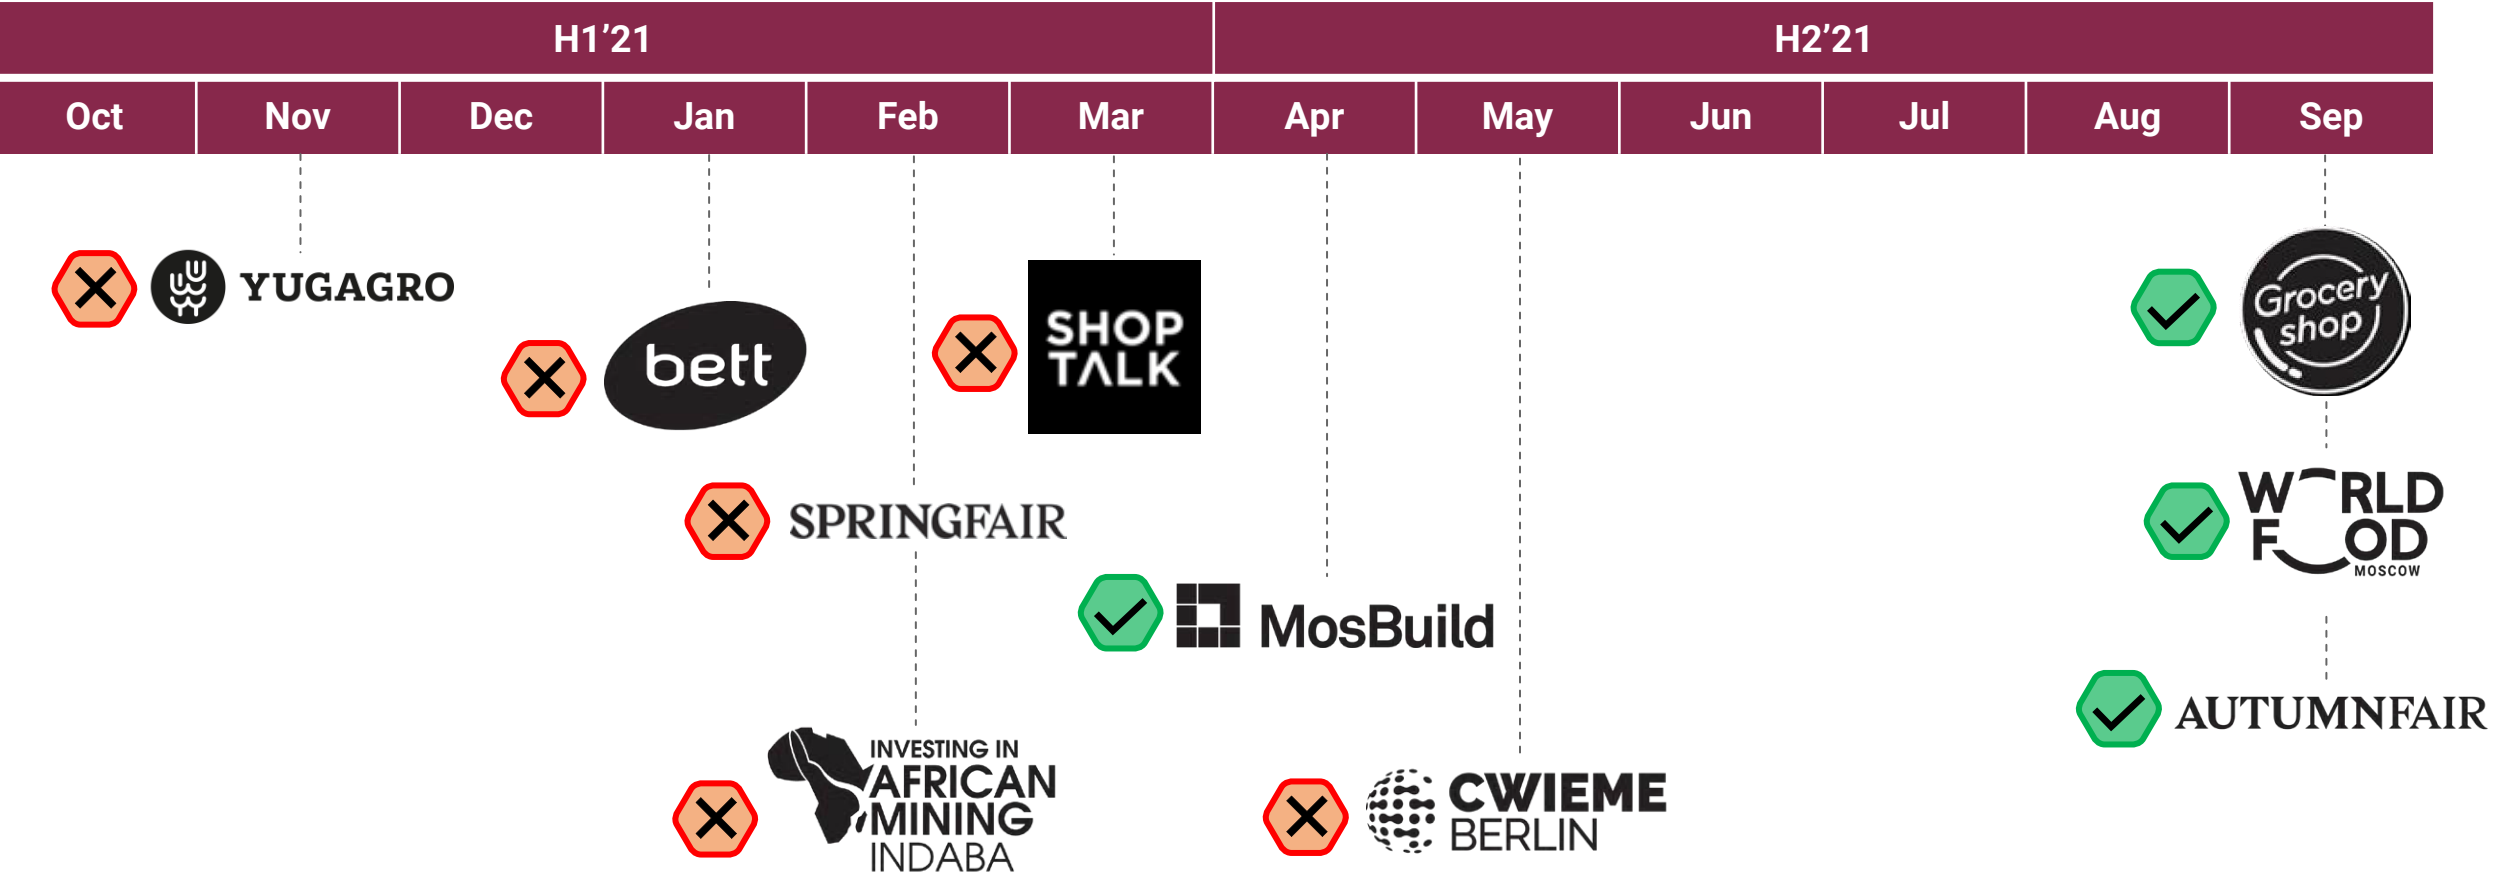 H1’21 H2’21
Oct Nov Dec Jan Feb Mar Apr May Jun Jul Aug Sep
YUGAGRO
bett
SHOP
TALK
Grocery
shop
SPRINGFAIR
WORLD
FOOD
MOSCOW
MosBuild
AUTUMNFAIR
INVESTING IN
AFRICAN
MINING
INDABA
CWIEME
BERLIN